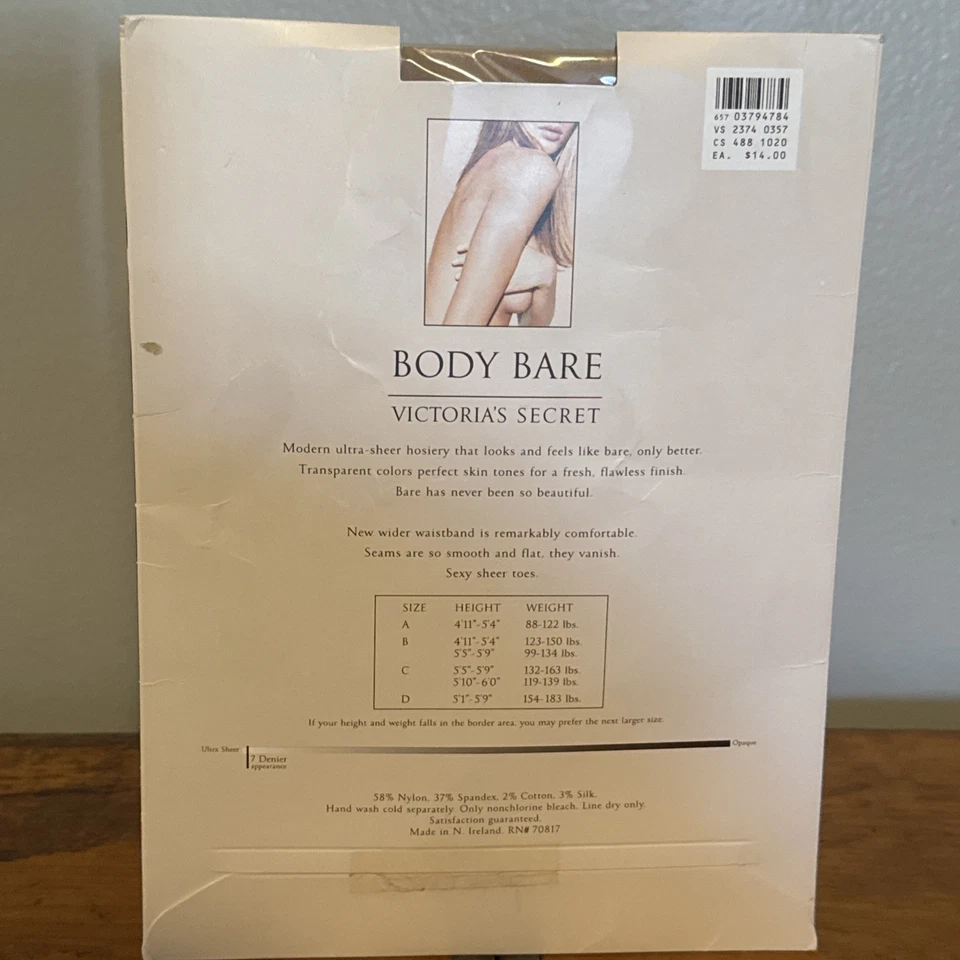 657 03794784
VS 2374 0357
CS 488 1020
EA. $14.00
BODY BARE
VICTORIA'S SECRET
Modern ultra-sheer hosiery that looks and feels like bare, only better.
Transparent colors perfect skin tones for a fresh, flawless finish.
Bare has never been so beautiful.
New wider waistband is remarkably comfortable.
Seams are so smooth and flat, they vanish.
Sexy sheer toes.
SIZE HEIGHT WEIGHT
A 4'11"-5'4" 88-122 lbs.
B 4'11"-5'4" 123-150 lbs.
5'5"-5'9" 99-134 lbs.
C 5'5"-5'9" 132-163 lbs.
5'10"-6'0" 119-139 lbs.
D 5'1"-5'9" 154-183 lbs.
If your height and weight falls in the border area, you may prefer the next larger size.
Ultra Sheer Opaque
7 Denier
appearance
58% Nylon, 37% Spandex, 2% Cotton, 3% Silk.
Hand wash cold separately. Only nonchlorine bleach. Line dry only.
Satisfaction guaranteed.
Made in N. Ireland. RN# 70817